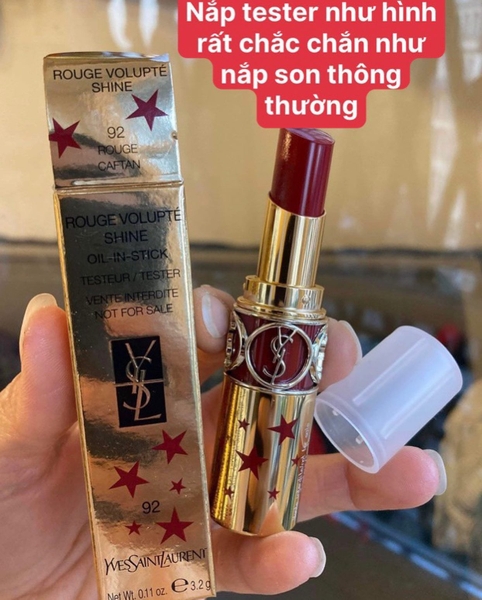 Nắp tester như hình
rất chắc chắn như
nắp son thông
thường
ROUGE VOLUPTÉ
SHINE
92
ROUGE
CAFTAN
ROUGE VOLUPTÉ
SHINE
OIL-IN-STICK
TESTEUR / TESTER
VENTE INTERDITE
NOT FOR SALE
YSL
92
YVESSAINTLAURENT
Net Wt. 0.11 oz. e 3.2 g
YSL